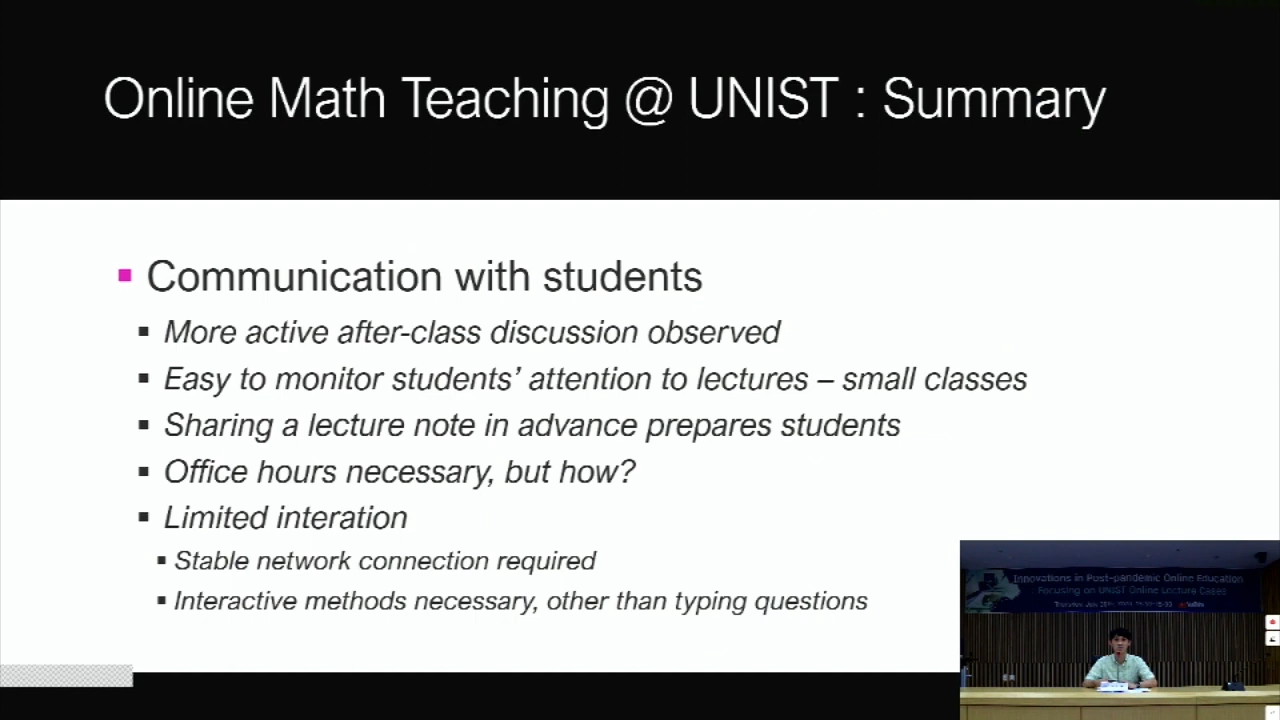 Online Math Teaching @ UNIST : Summary
Communication with students
More active after-class discussion observed
Easy to monitor students' attention to lectures – small classes
Sharing a lecture note in advance prepares students
Office hours necessary, but how?
Limited interation
Stable network connection required
Interactive methods necessary, other than typing questions
Innovations in Post-pandemic Online Education
: Focusing on UNIST Online Lecture Cases